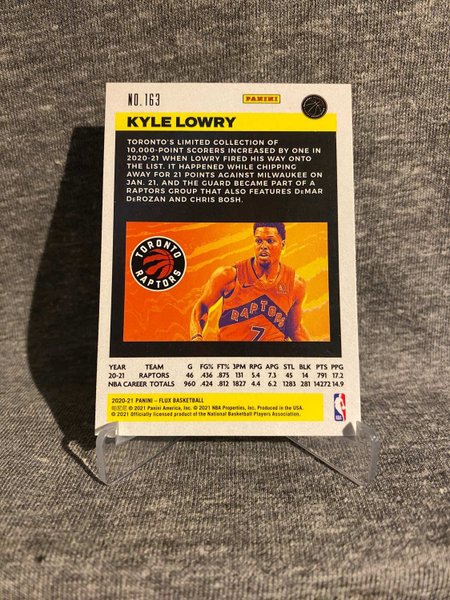 NO. 163
PANINI
KYLE LOWRY
TORONTO'S LIMITED COLLECTION OF
10,000-POINT SCORERS INCREASED BY ONE IN
2020-21 WHEN LOWRY FIRED HIS WAY ONTO
THE LIST. IT HAPPENED WHILE CHIPPING
AWAY FOR 21 POINTS AGAINST MILWAUKEE ON
JAN. 21, AND THE GUARD BECAME PART OF A
RAPTORS GROUP THAT ALSO FEATURES DEMAR
DEROZAN AND CHRIS BOSH.
TORONTO
RAPTORS
RAPTORS
7
YEAR TEAM G FG% FT% 3PM RPG APG STL BLK PTS PPG
20-21 RAPTORS 46 .436 .875 131 5.4 7.3 45 14 791 17.2
NBA CAREER TOTALS 960 .424 .812 1827 4.4 6.2 1283 281 14272 14.9
2020-21 PANINI – FLUX BASKETBALL
帕尼尼 © 2021 Panini America, Inc. © 2021 NBA Properties, Inc. Produced in the USA.
© 2021 Officially licensed product of the National Basketball Players Association.
NBA